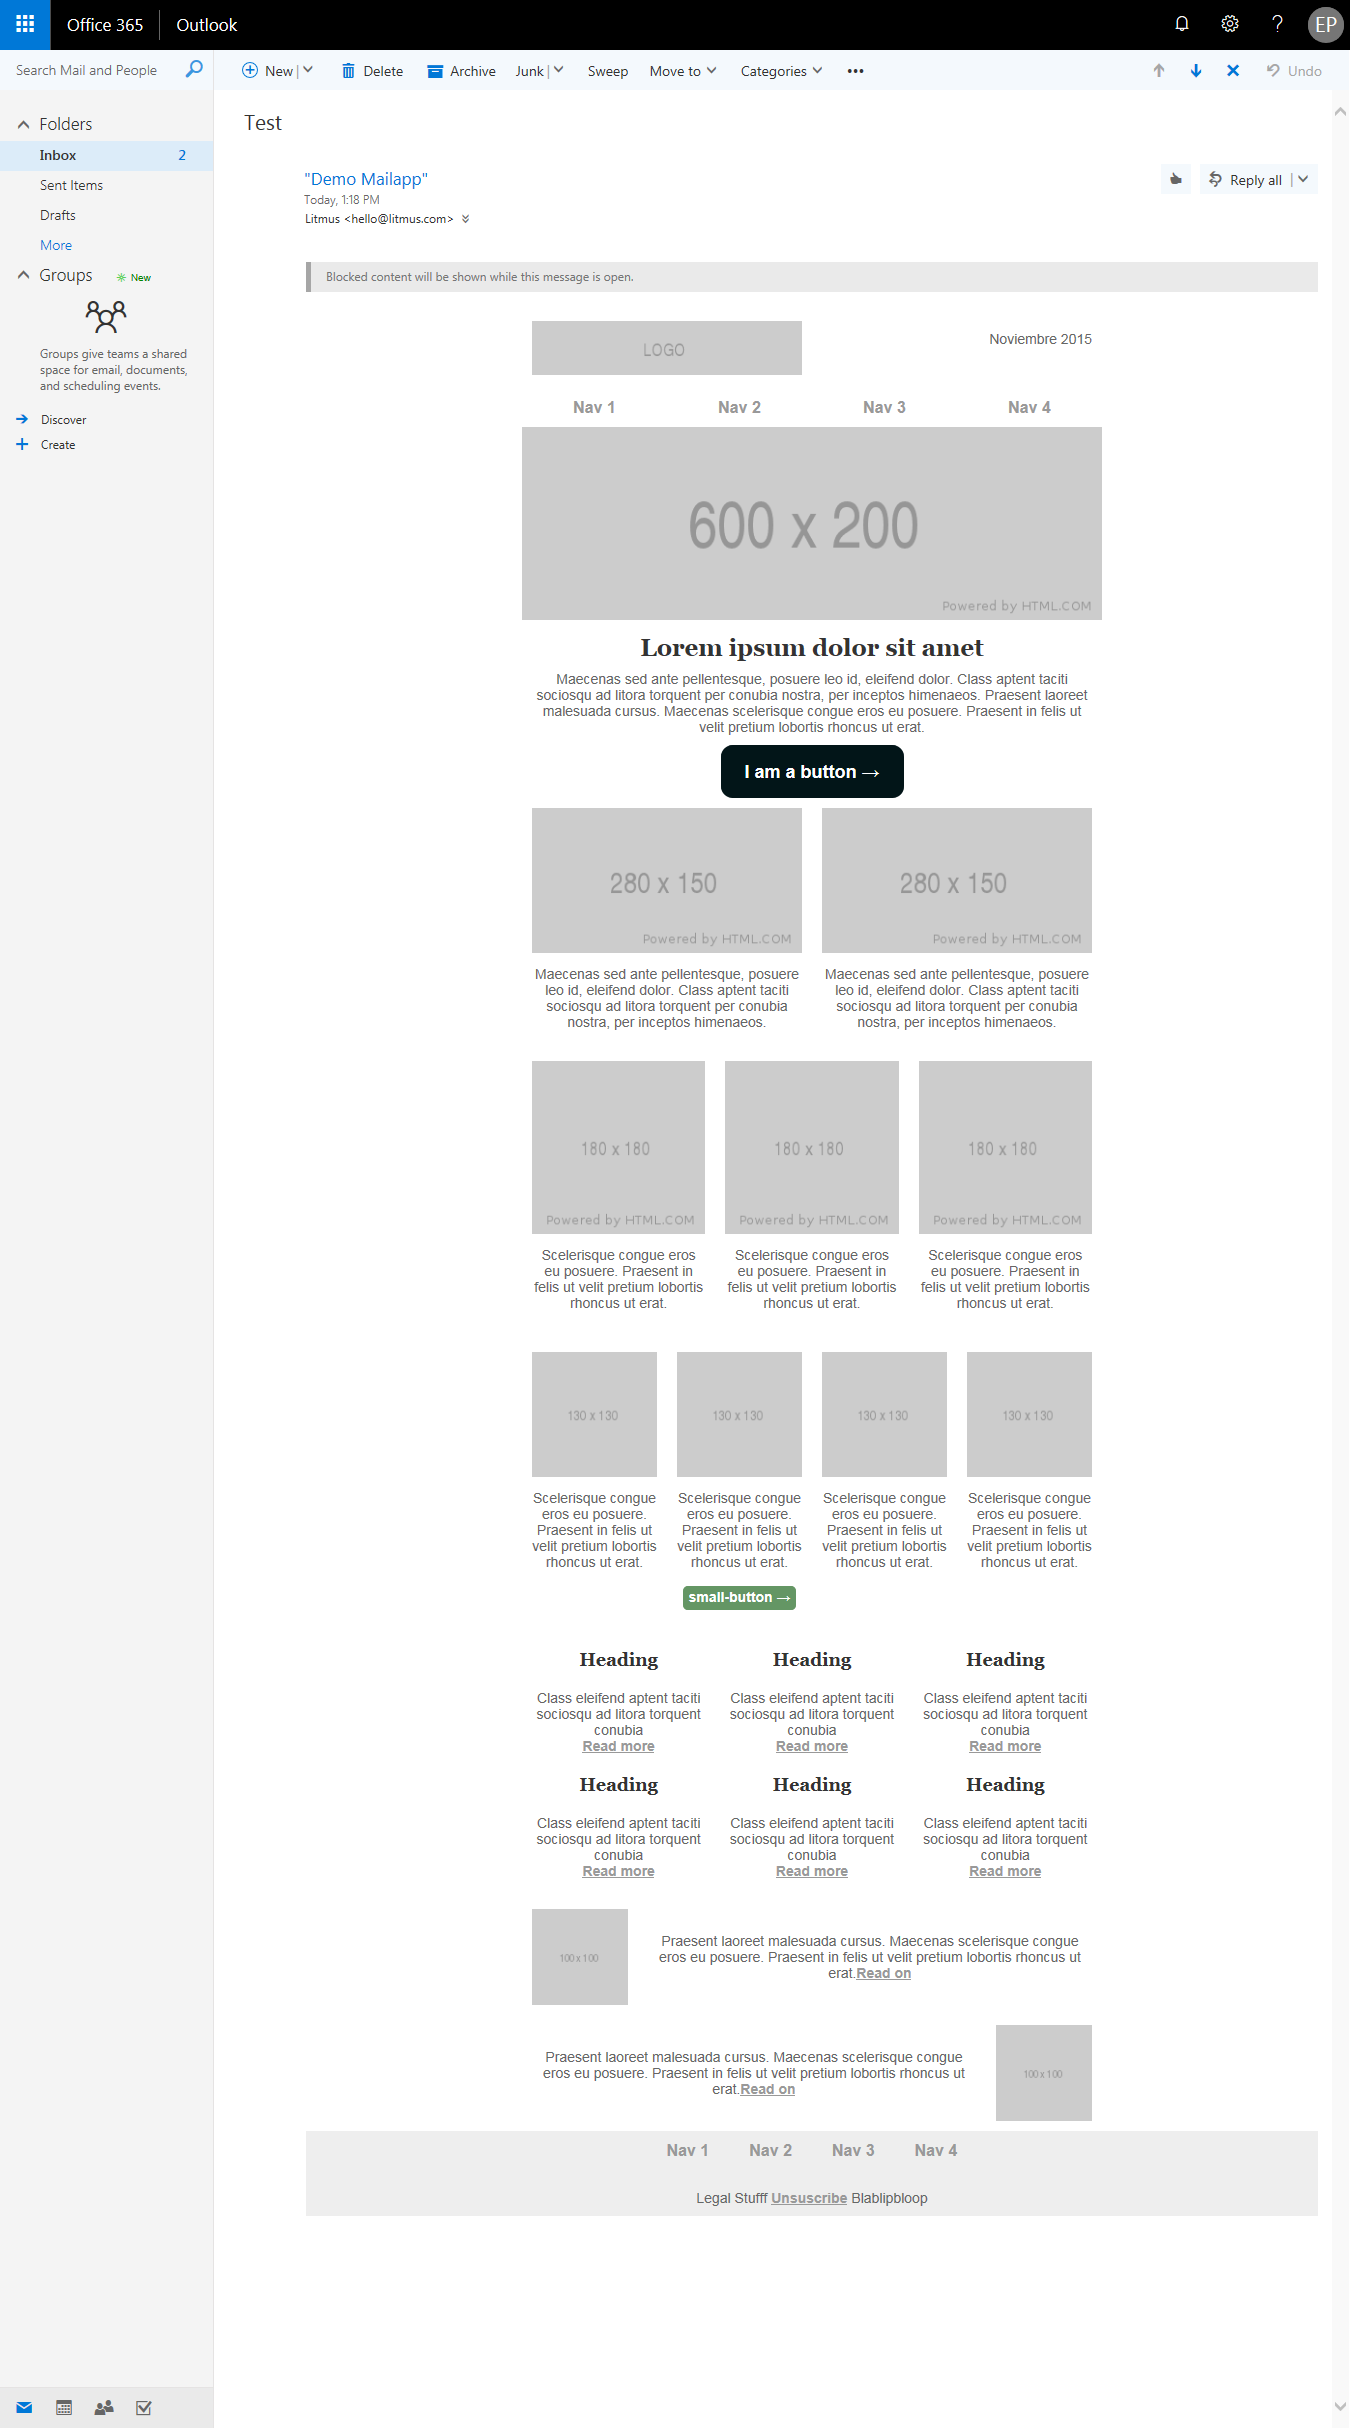 Office 365 Outlook EP
Search Mail and People
New Delete Archive Junk Sweep Move to Categories ••• Undo
Folders
Inbox 2
Sent Items
Drafts
More
Groups New
Groups give teams a shared
space for email, documents,
and scheduling events.
Discover
Create
Test
"Demo Mailapp"
Today, 1:18 PM
Litmus <hello@litmus.com>
Reply all
Blocked content will be shown while this message is open.
LOGO
Noviembre 2015
Nav 1 Nav 2 Nav 3 Nav 4
600 x 200
Powered by HTML.COM
Lorem ipsum dolor sit amet
Maecenas sed ante pellentesque, posuere leo id, eleifend dolor. Class aptent taciti
sociosqu ad litora torquent per conubia nostra, per inceptos himenaeos. Praesent laoreet
malesuada cursus. Maecenas scelerisque congue eros eu posuere. Praesent in felis ut
velit pretium lobortis rhoncus ut erat.
I am a button →
280 x 150
Powered by HTML.COM
Maecenas sed ante pellentesque, posuere
leo id, eleifend dolor. Class aptent taciti
sociosqu ad litora torquent per conubia
nostra, per inceptos himenaeos.
280 x 150
Powered by HTML.COM
Maecenas sed ante pellentesque, posuere
leo id, eleifend dolor. Class aptent taciti
sociosqu ad litora torquent per conubia
nostra, per inceptos himenaeos.
180 x 180
Powered by HTML.COM
Scelerisque congue eros
eu posuere. Praesent in
felis ut velit pretium lobortis
rhoncus ut erat.
180 x 180
Powered by HTML.COM
Scelerisque congue eros
eu posuere. Praesent in
felis ut velit pretium lobortis
rhoncus ut erat.
180 x 180
Powered by HTML.COM
Scelerisque congue eros
eu posuere. Praesent in
felis ut velit pretium lobortis
rhoncus ut erat.
130 x 130
Scelerisque congue
eros eu posuere.
Praesent in felis ut
velit pretium lobortis
rhoncus ut erat.
130 x 130
Scelerisque congue
eros eu posuere.
Praesent in felis ut
velit pretium lobortis
rhoncus ut erat.
small-button →
130 x 130
Scelerisque congue
eros eu posuere.
Praesent in felis ut
velit pretium lobortis
rhoncus ut erat.
130 x 130
Scelerisque congue
eros eu posuere.
Praesent in felis ut
velit pretium lobortis
rhoncus ut erat.
Heading
Class eleifend aptent taciti
sociosqu ad litora torquent
conubia
Read more
Heading
Class eleifend aptent taciti
sociosqu ad litora torquent
conubia
Read more
Heading
Class eleifend aptent taciti
sociosqu ad litora torquent
conubia
Read more
Heading
Class eleifend aptent taciti
sociosqu ad litora torquent
conubia
Read more
Heading
Class eleifend aptent taciti
sociosqu ad litora torquent
conubia
Read more
Heading
Class eleifend aptent taciti
sociosqu ad litora torquent
conubia
Read more
100 x 100
Praesent laoreet malesuada cursus. Maecenas scelerisque congue
eros eu posuere. Praesent in felis ut velit pretium lobortis rhoncus ut
erat.Read on
Praesent laoreet malesuada cursus. Maecenas scelerisque congue
eros eu posuere. Praesent in felis ut velit pretium lobortis rhoncus ut
erat.Read on
100 x 100
Nav 1 Nav 2 Nav 3 Nav 4
Legal Stufff Unsuscribe Blablipbloop